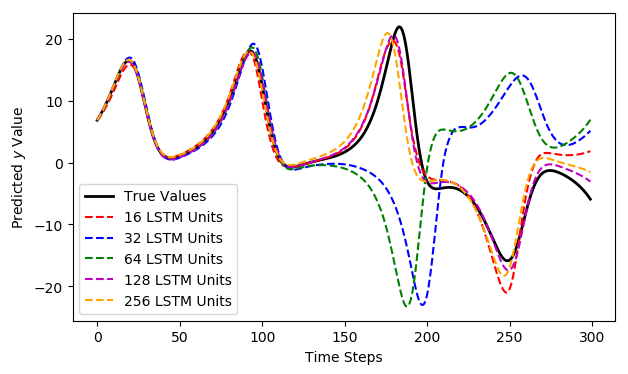 Predicted y Value
20
10
0
−10
−20
True Values
16 LSTM Units
32 LSTM Units
64 LSTM Units
128 LSTM Units
256 LSTM Units
0 50 100 150 200 250 300
Time Steps